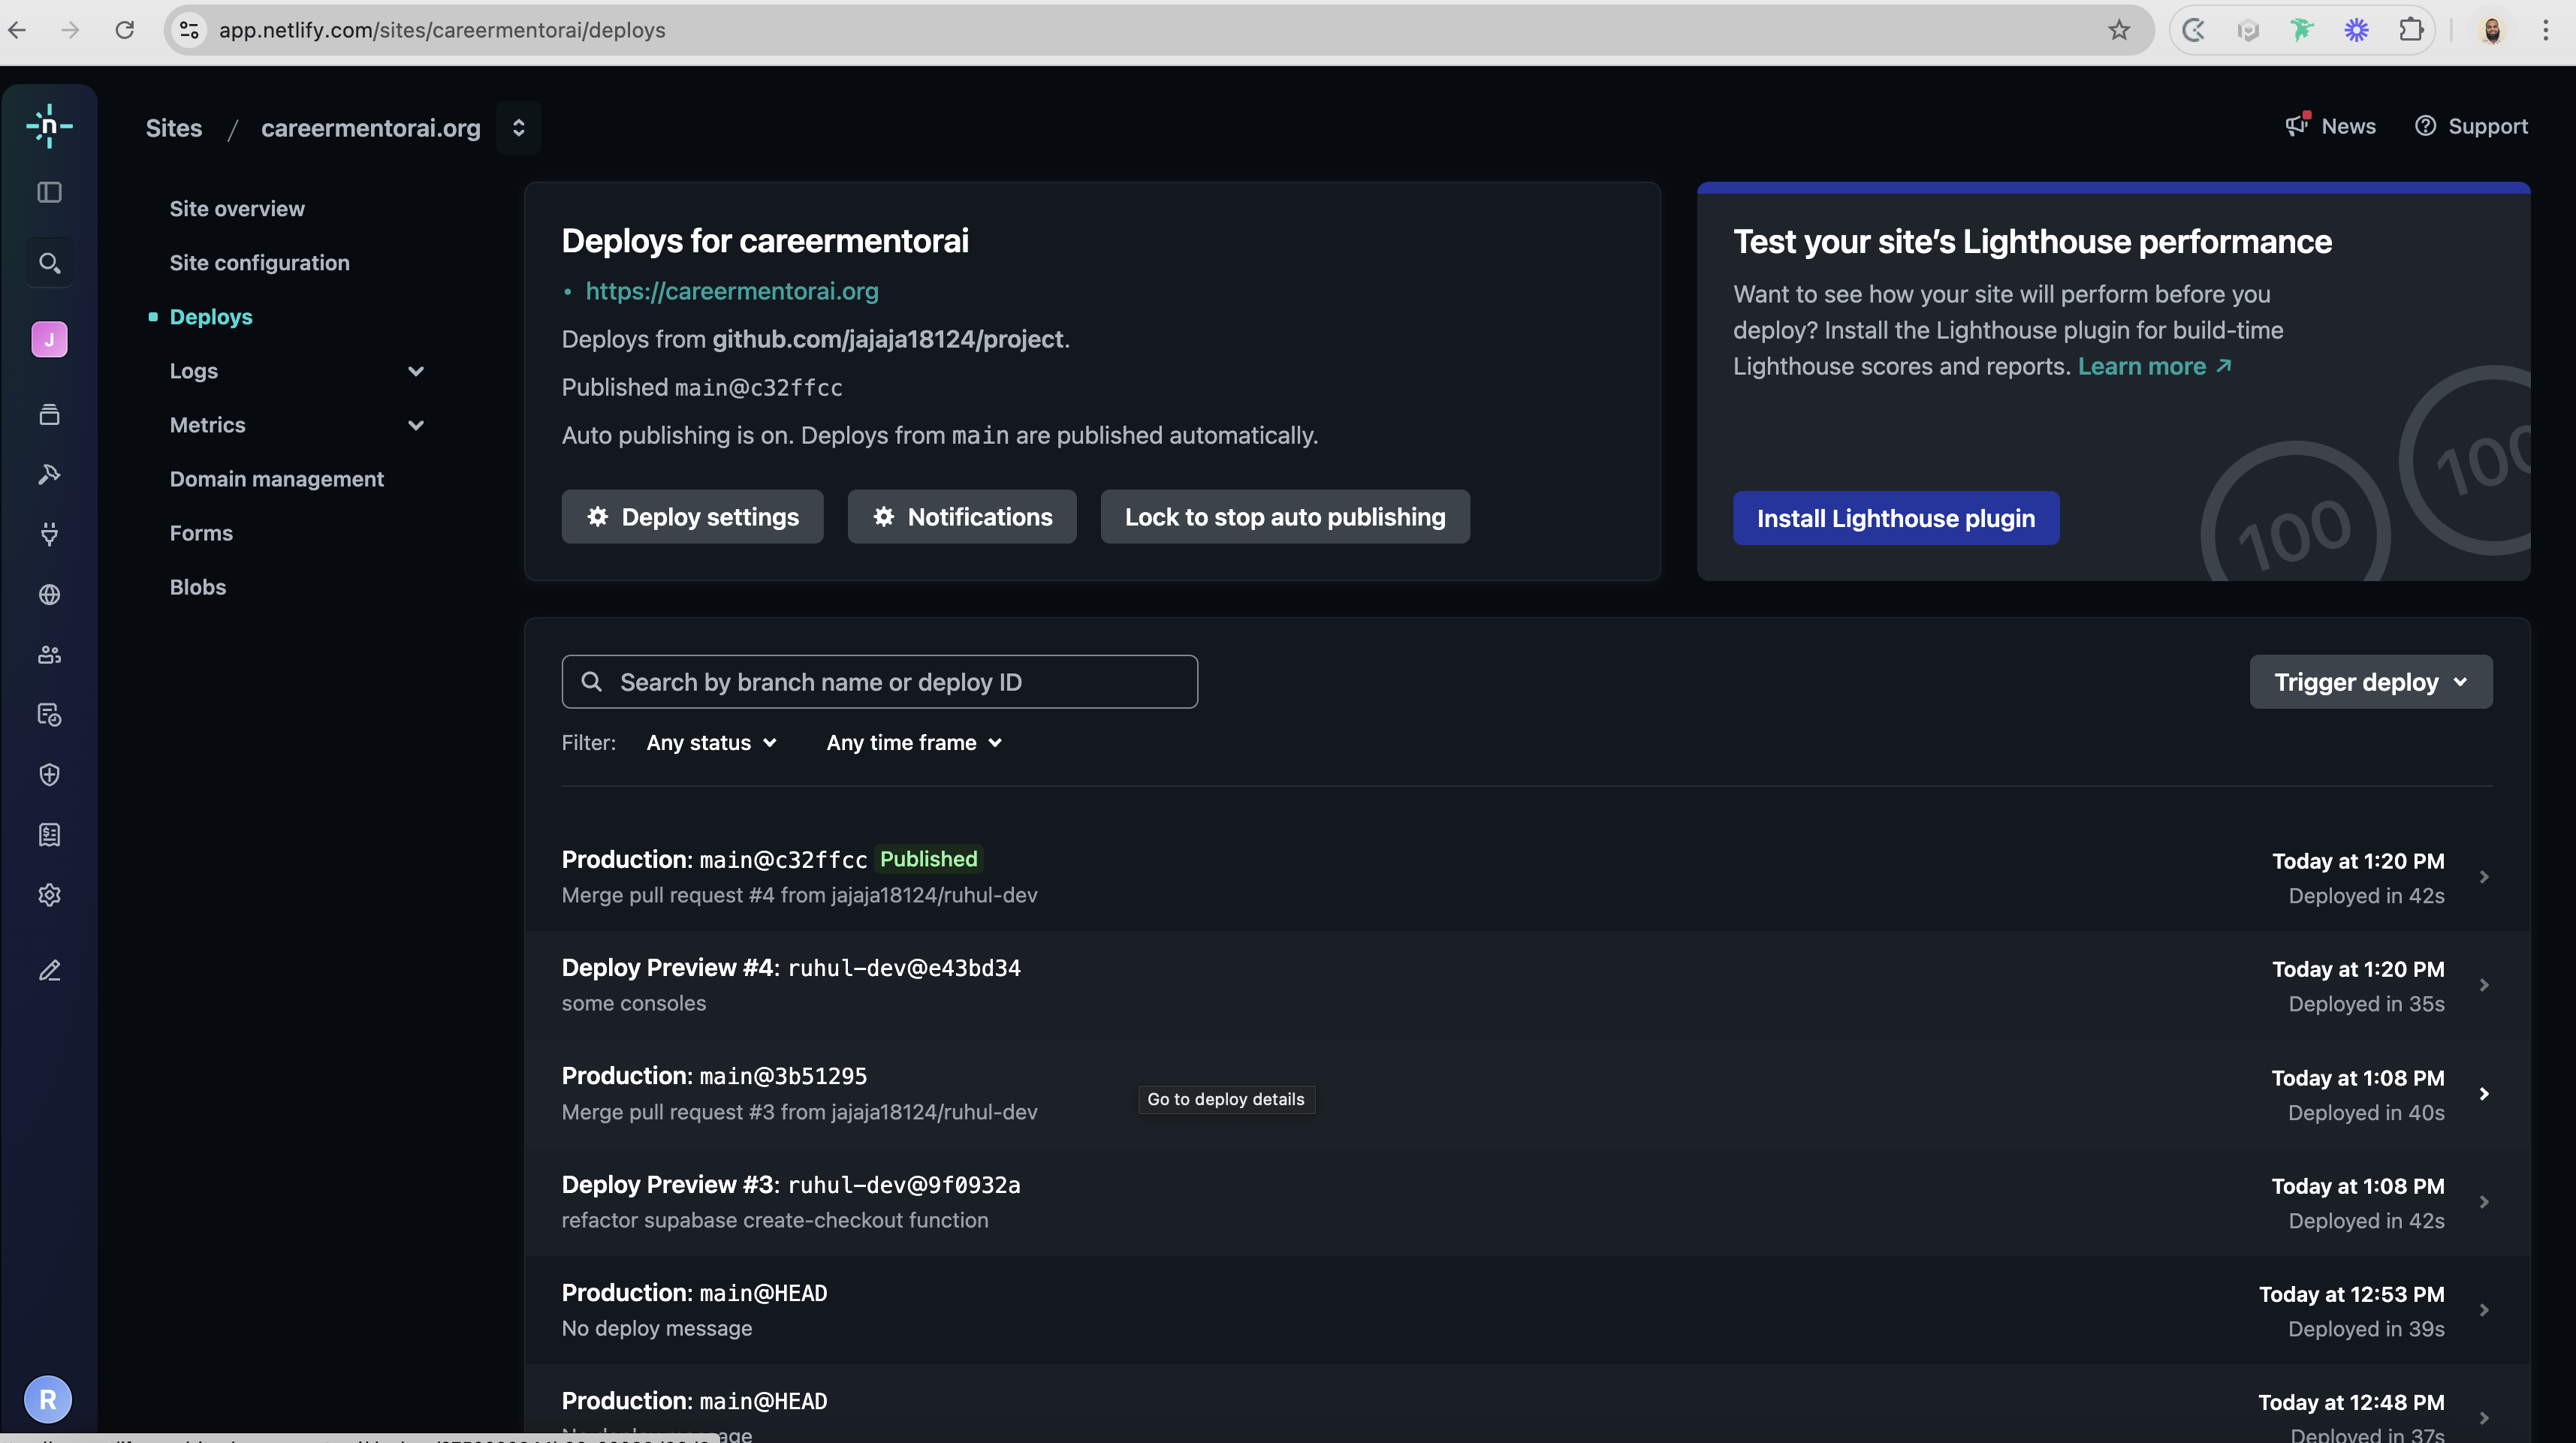 app.netlify.com/sites/careermentorai/deploys
n
Sites / careermentorai.org
News
Support
J
R
Site overview
Site configuration
Deploys
Logs
Metrics
Domain management
Forms
Blobs
Deploys for careermentorai
• https://careermentorai.org
Deploys from github.com/jajaja18124/project.
Published main@c32ffcc
Auto publishing is on. Deploys from main are published automatically.
Deploy settings
Notifications
Lock to stop auto publishing
Test your site’s Lighthouse performance
Want to see how your site will perform before you
deploy? Install the Lighthouse plugin for build-time
Lighthouse scores and reports. Learn more ↗
Install Lighthouse plugin
100
100
Search by branch name or deploy ID
Trigger deploy
Filter: Any status Any time frame
Production: main@c32ffcc Published
Today at 1:20 PM
Merge pull request #4 from jajaja18124/ruhul-dev
Deployed in 42s
Deploy Preview #4: ruhul-dev@e43bd34
Today at 1:20 PM
some consoles
Deployed in 35s
Production: main@3b51295
Today at 1:08 PM
Go to deploy details
Merge pull request #3 from jajaja18124/ruhul-dev
Deployed in 40s
Deploy Preview #3: ruhul-dev@9f0932a
Today at 1:08 PM
refactor supabase create-checkout function
Deployed in 42s
Production: main@HEAD
Today at 12:53 PM
No deploy message
Deployed in 39s
Production: main@HEAD
Today at 12:48 PM
Deployed in 37s